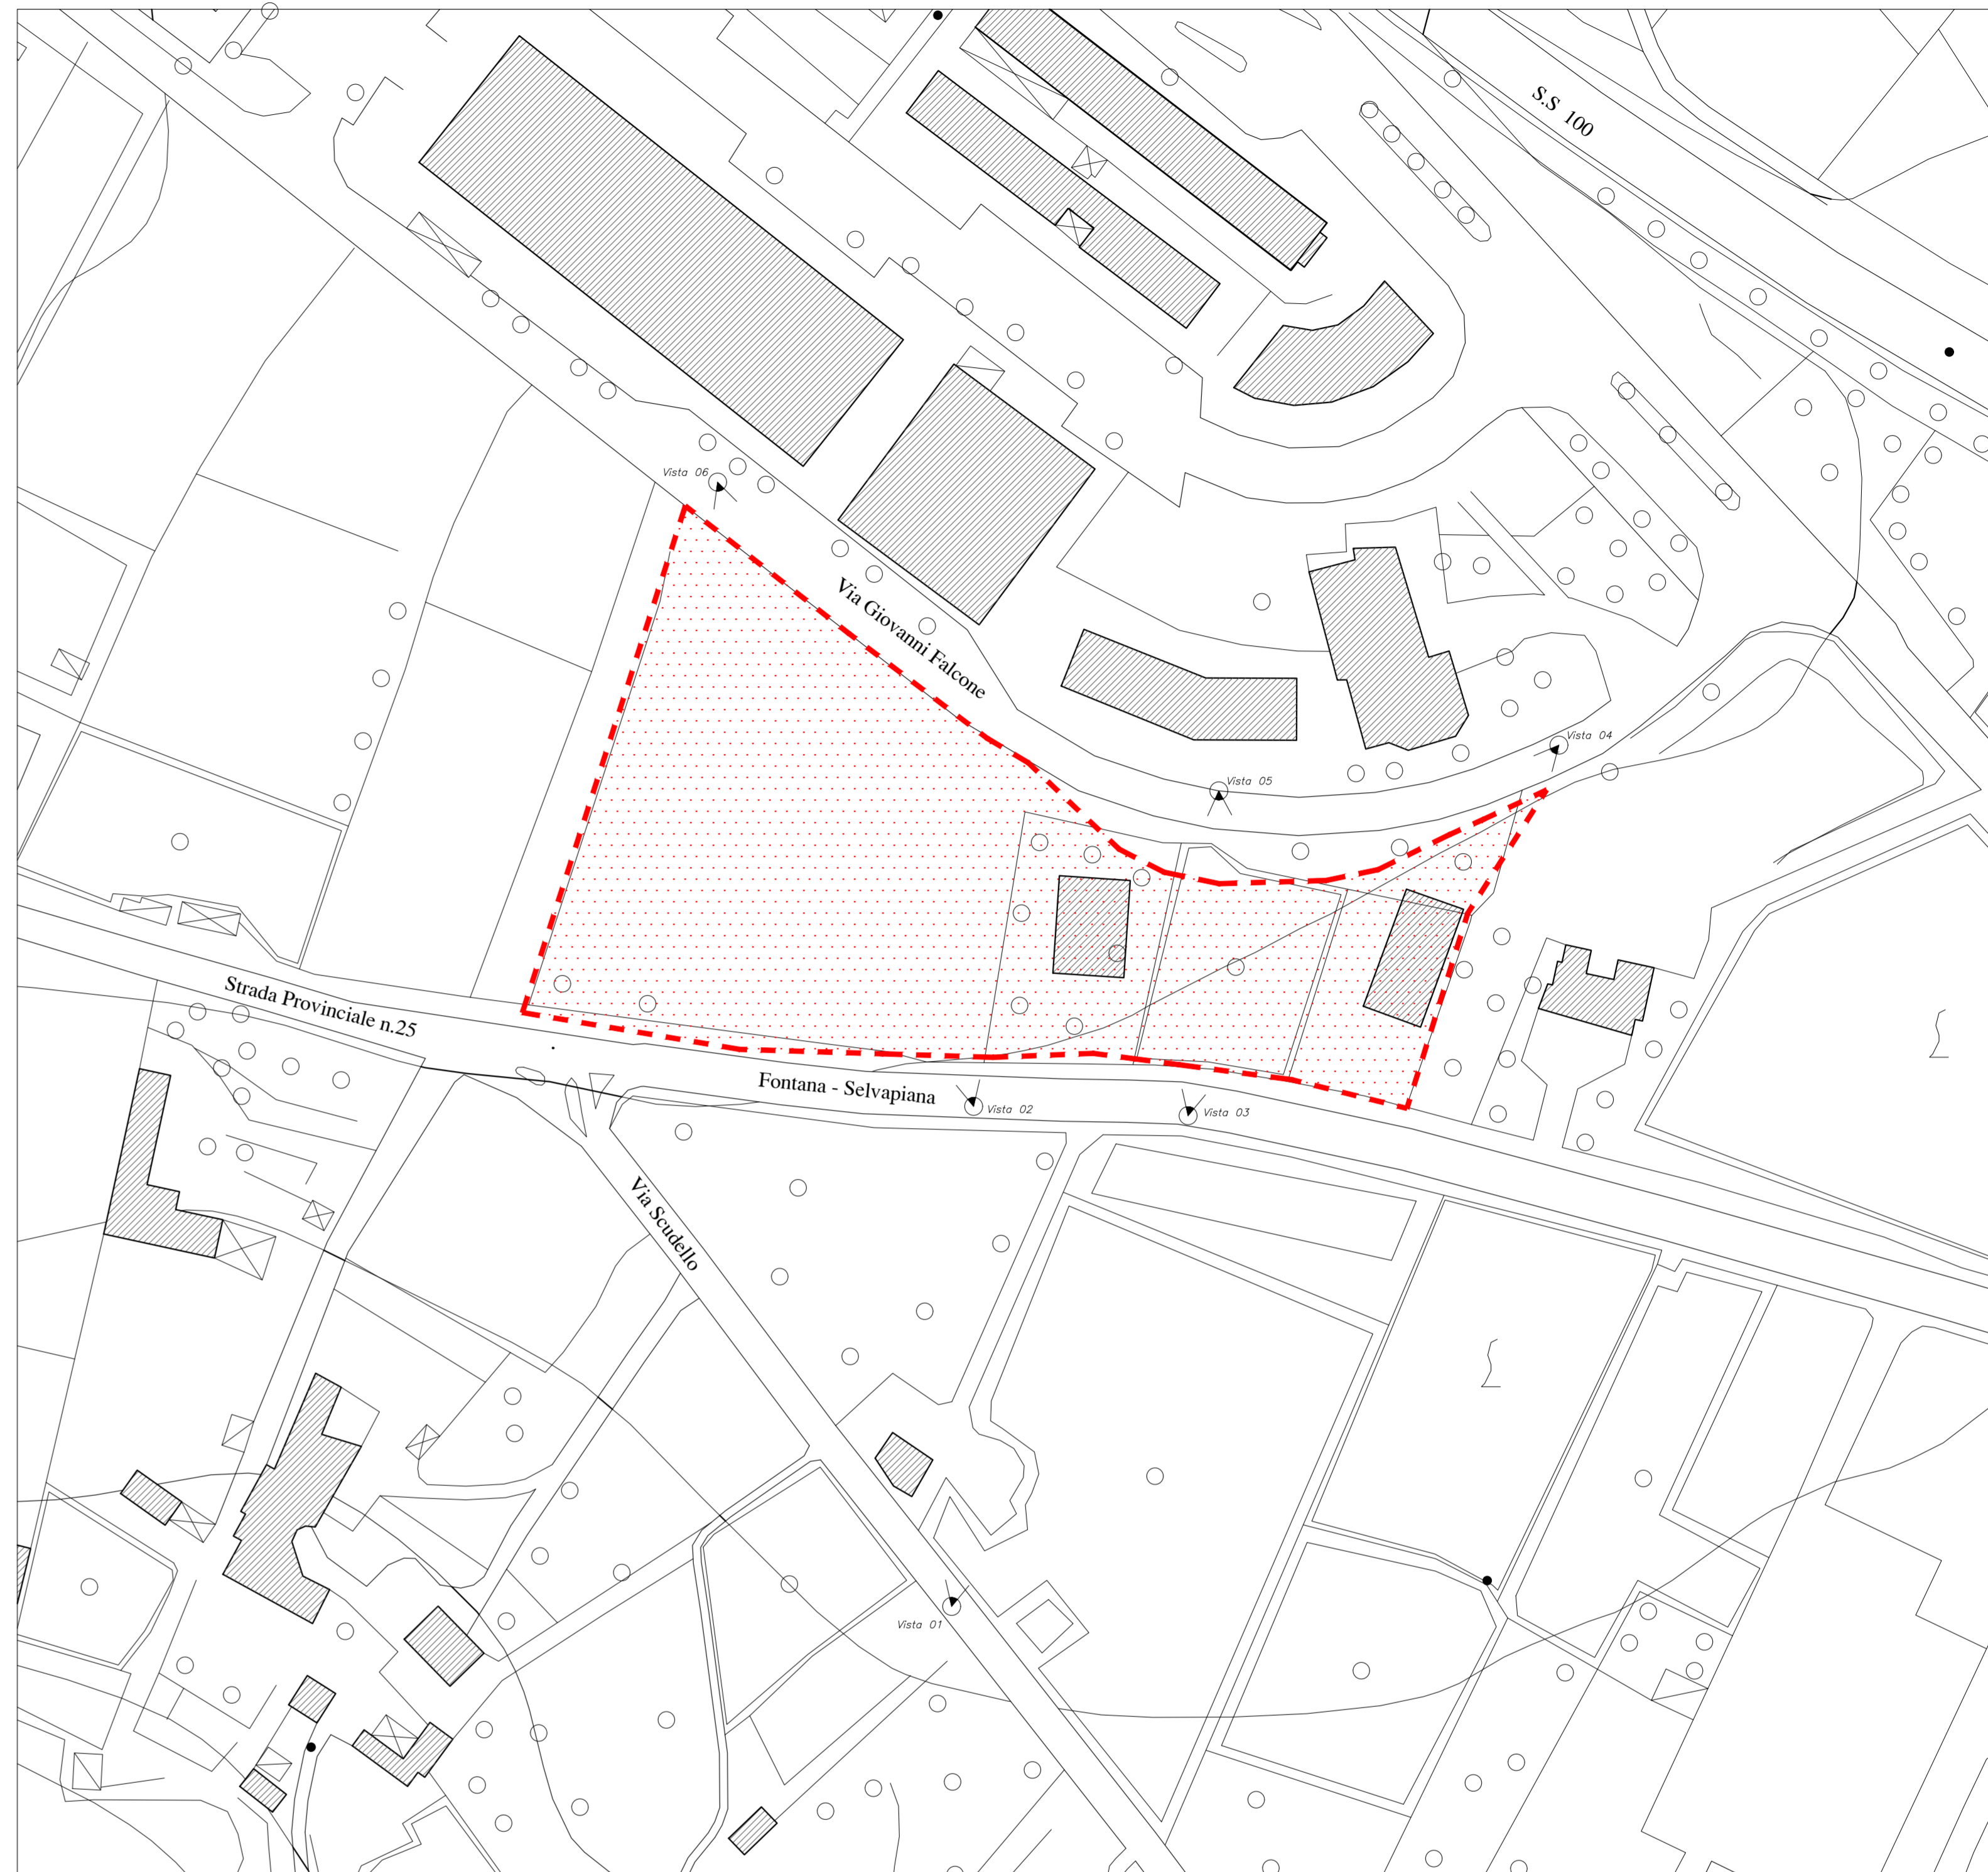 S.S 100
Vista 06
Via Giovanni Falcone
Vista 04
Vista 05
Strada Provinciale n.25
Fontana - Selvapiana
Vista 02
Vista 03
Via Scudello
Vista 01